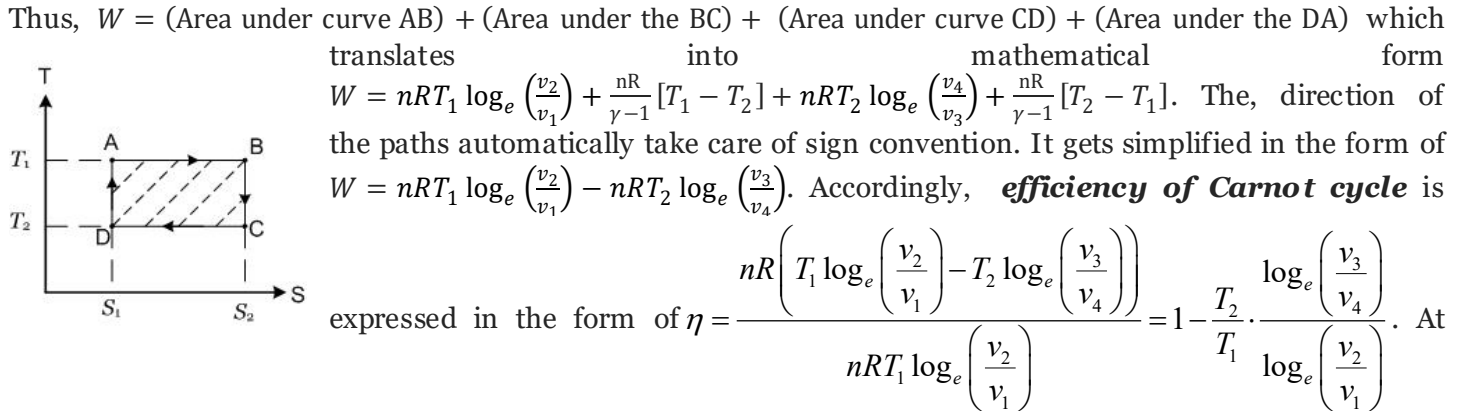 Thus, W = (Area under curve AB) + (Area under the BC) + (Area under curve CD) + (Area under the DA) which
translates into mathematical form
W = nRT₁ logₑ (v₂/v₁) + nR/(γ−1) [T₁ − T₂] + nRT₂ logₑ (v₄/v₃) + nR/(γ−1) [T₂ − T₁]. The, direction of
the paths automatically take care of sign convention. It gets simplified in the form of
W = nRT₁ logₑ (v₂/v₁) − nRT₂ logₑ (v₃/v₄). Accordingly, efficiency of Carnot cycle is
expressed in the form of η = nR(T₁ logₑ(v₂/v₁) − T₂ logₑ(v₃/v₄)) / nRT₁ logₑ(v₂/v₁) = 1 − T₂/T₁ · logₑ(v₃/v₄) / logₑ(v₂/v₁). At
T
A
B
T₁
T₂
D
C
S
S₁
S₂